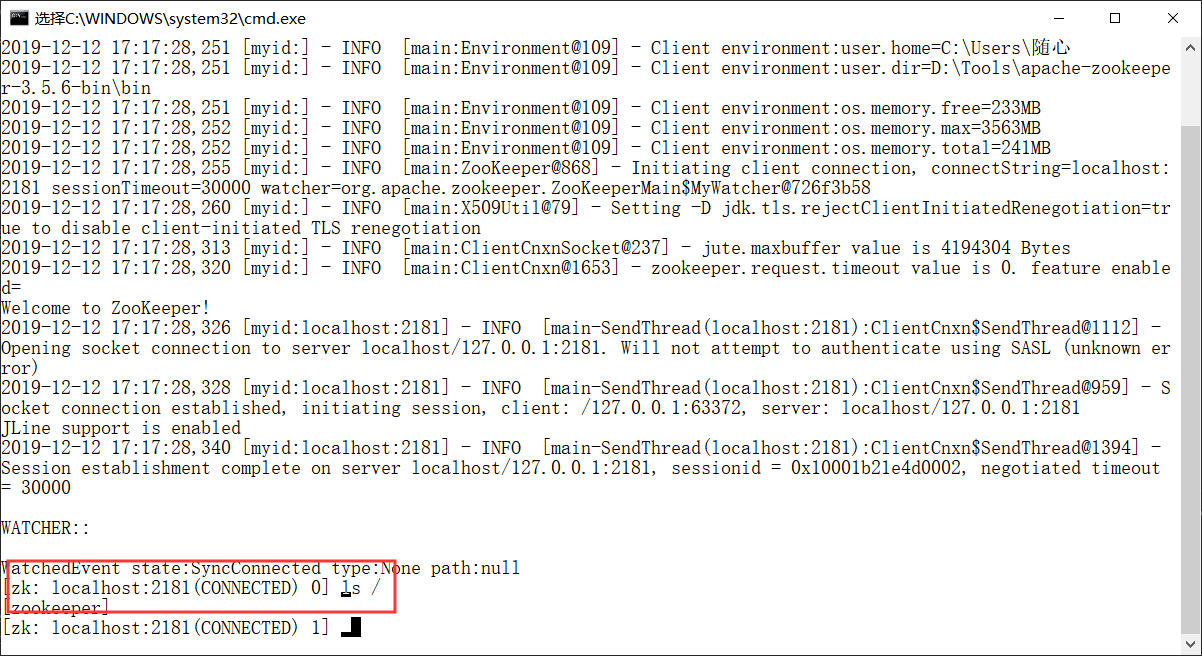 选择C:\WINDOWS\system32\cmd.exe
2019-12-12 17:17:28,251 [myid:] - INFO  [main:Environment@109] - Client environment:user.home=C:\Users\随心
2019-12-12 17:17:28,251 [myid:] - INFO  [main:Environment@109] - Client environment:user.dir=D:\Tools\apache-zookeepe
r-3.5.6-bin\bin
2019-12-12 17:17:28,251 [myid:] - INFO  [main:Environment@109] - Client environment:os.memory.free=233MB
2019-12-12 17:17:28,252 [myid:] - INFO  [main:Environment@109] - Client environment:os.memory.max=3563MB
2019-12-12 17:17:28,252 [myid:] - INFO  [main:Environment@109] - Client environment:os.memory.total=241MB
2019-12-12 17:17:28,255 [myid:] - INFO  [main:ZooKeeper@868] - Initiating client connection, connectString=localhost:
2181 sessionTimeout=30000 watcher=org.apache.zookeeper.ZooKeeperMain$MyWatcher@726f3b58
2019-12-12 17:17:28,260 [myid:] - INFO  [main:X509Util@79] - Setting -D jdk.tls.rejectClientInitiatedRenegotiation=tr
ue to disable client-initiated TLS renegotiation
2019-12-12 17:17:28,313 [myid:] - INFO  [main:ClientCnxnSocket@237] - jute.maxbuffer value is 4194304 Bytes
2019-12-12 17:17:28,320 [myid:] - INFO  [main:ClientCnxn@1653] - zookeeper.request.timeout value is 0. feature enable
d=
Welcome to ZooKeeper!
2019-12-12 17:17:28,326 [myid:localhost:2181] - INFO  [main-SendThread(localhost:2181):ClientCnxn$SendThread@1112] -
Opening socket connection to server localhost/127.0.0.1:2181. Will not attempt to authenticate using SASL (unknown er
ror)
2019-12-12 17:17:28,328 [myid:localhost:2181] - INFO  [main-SendThread(localhost:2181):ClientCnxn$SendThread@959] - S
ocket connection established, initiating session, client: /127.0.0.1:63372, server: localhost/127.0.0.1:2181
JLine support is enabled
2019-12-12 17:17:28,340 [myid:localhost:2181] - INFO  [main-SendThread(localhost:2181):ClientCnxn$SendThread@1394] -
Session establishment complete on server localhost/127.0.0.1:2181, sessionid = 0x10001b21e4d0002, negotiated timeout
= 30000
WATCHER::
WatchedEvent state:SyncConnected type:None path:null
[zk: localhost:2181(CONNECTED) 0] ls /
[zookeeper]
[zk: localhost:2181(CONNECTED) 1]